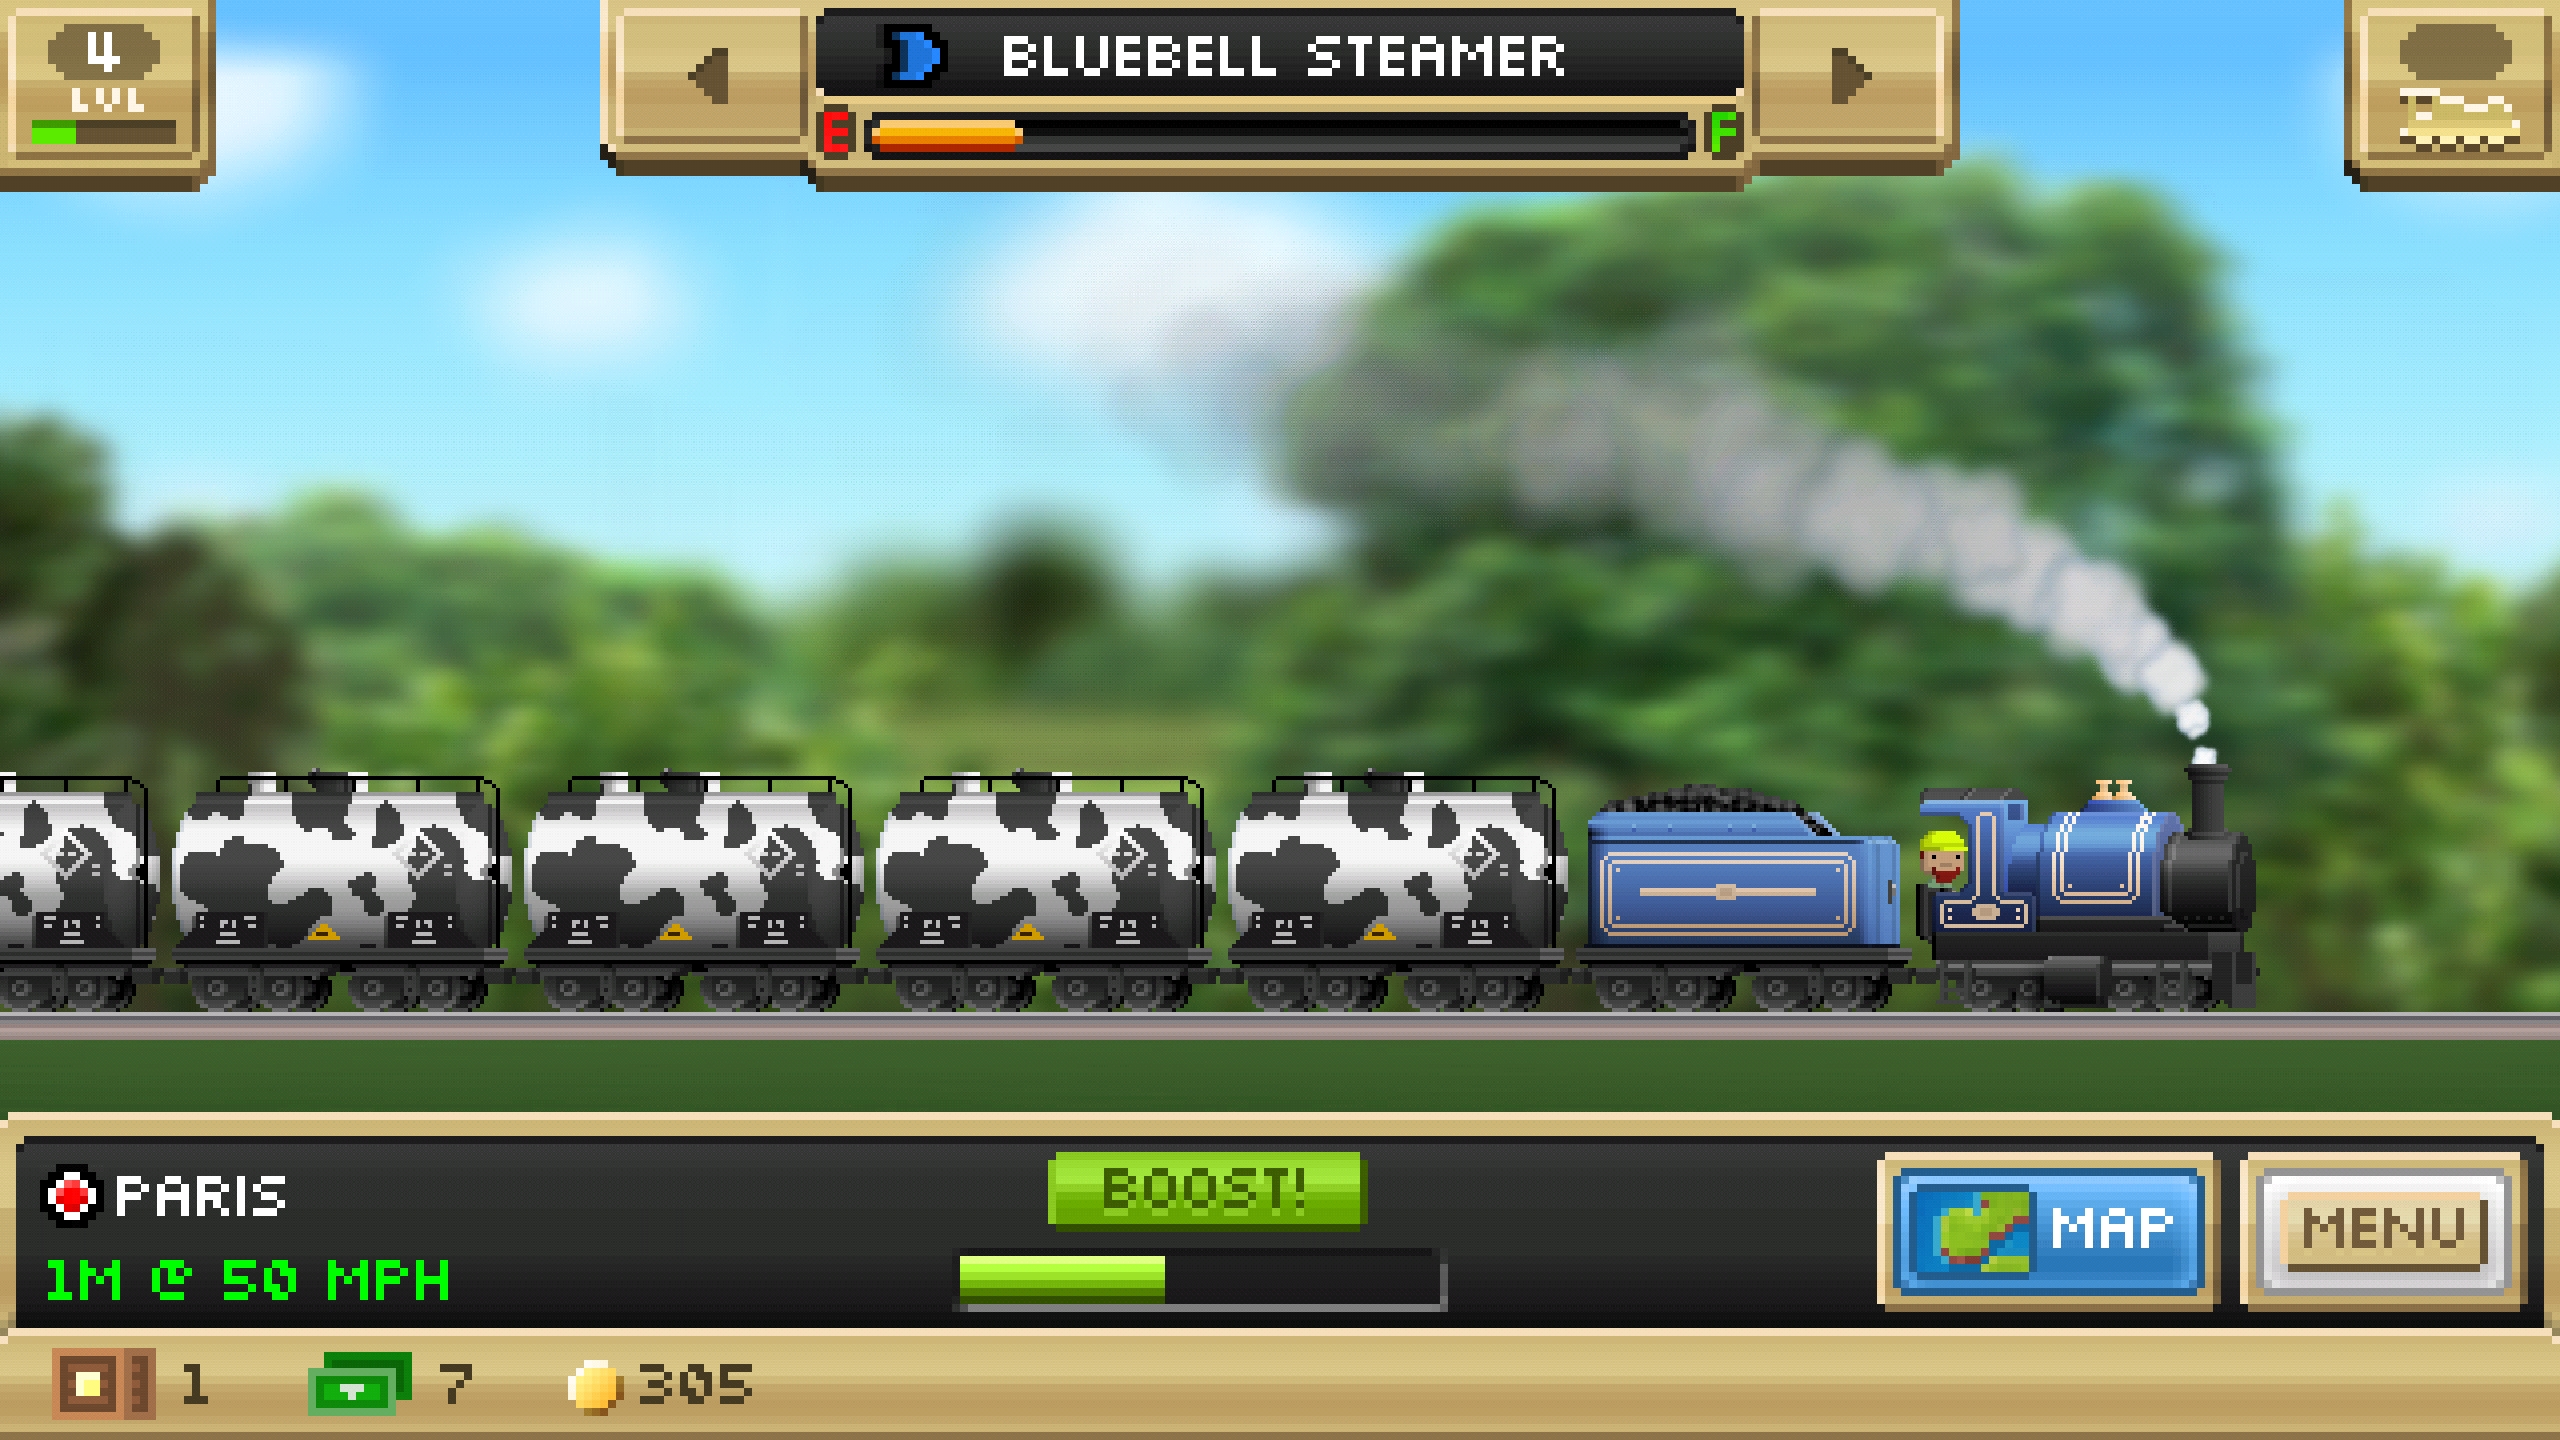 4
LVL
BLUEBELL STEAMER
E F
PARIS
BOOST!
1M @ 50 MPH
MAP
MENU
1
7
305